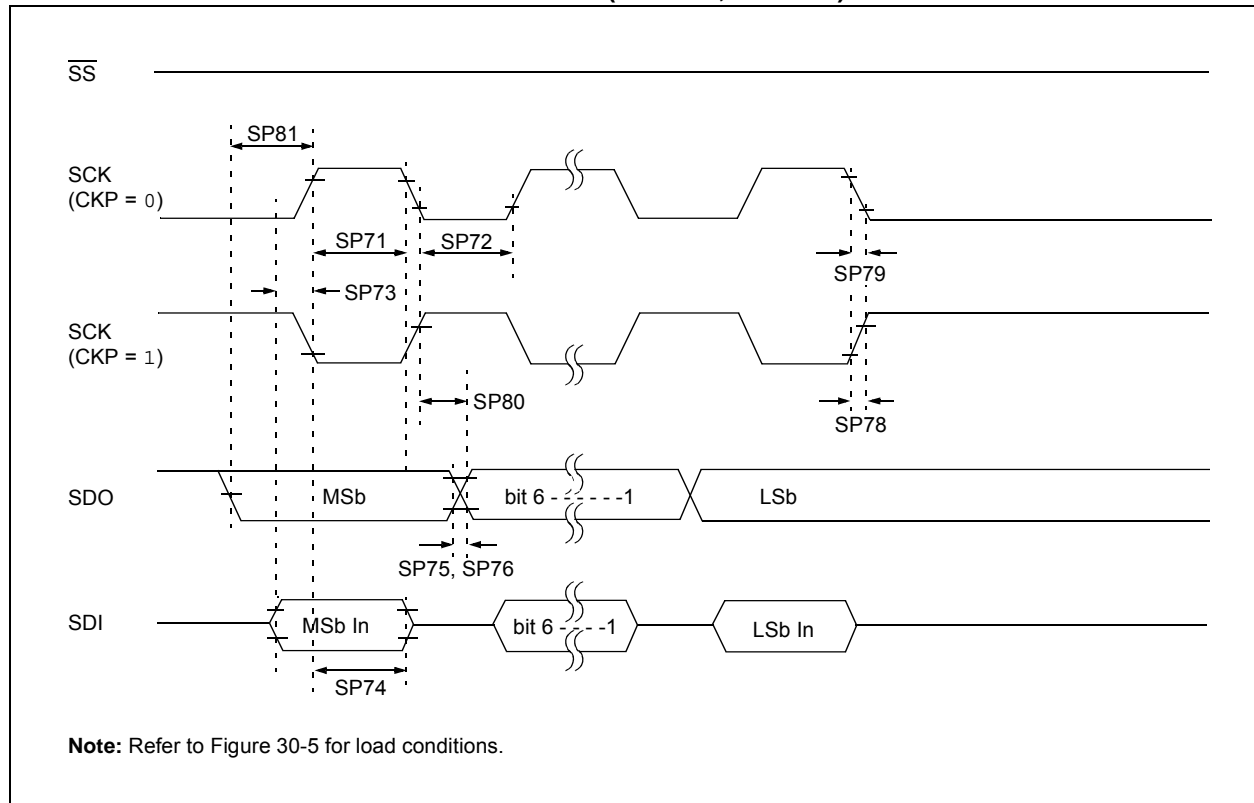 SS
SP81
SCK
(CKP = 0)
SP71
SP72
SP79
SP73
SCK
(CKP = 1)
SP80
SP78
SDO
MSb
bit 6 - - - - - - -1
LSb
SP75, SP76
SDI
MSb In
bit 6 - - - - -1
LSb In
SP74
Note: Refer to Figure 30-5 for load conditions.